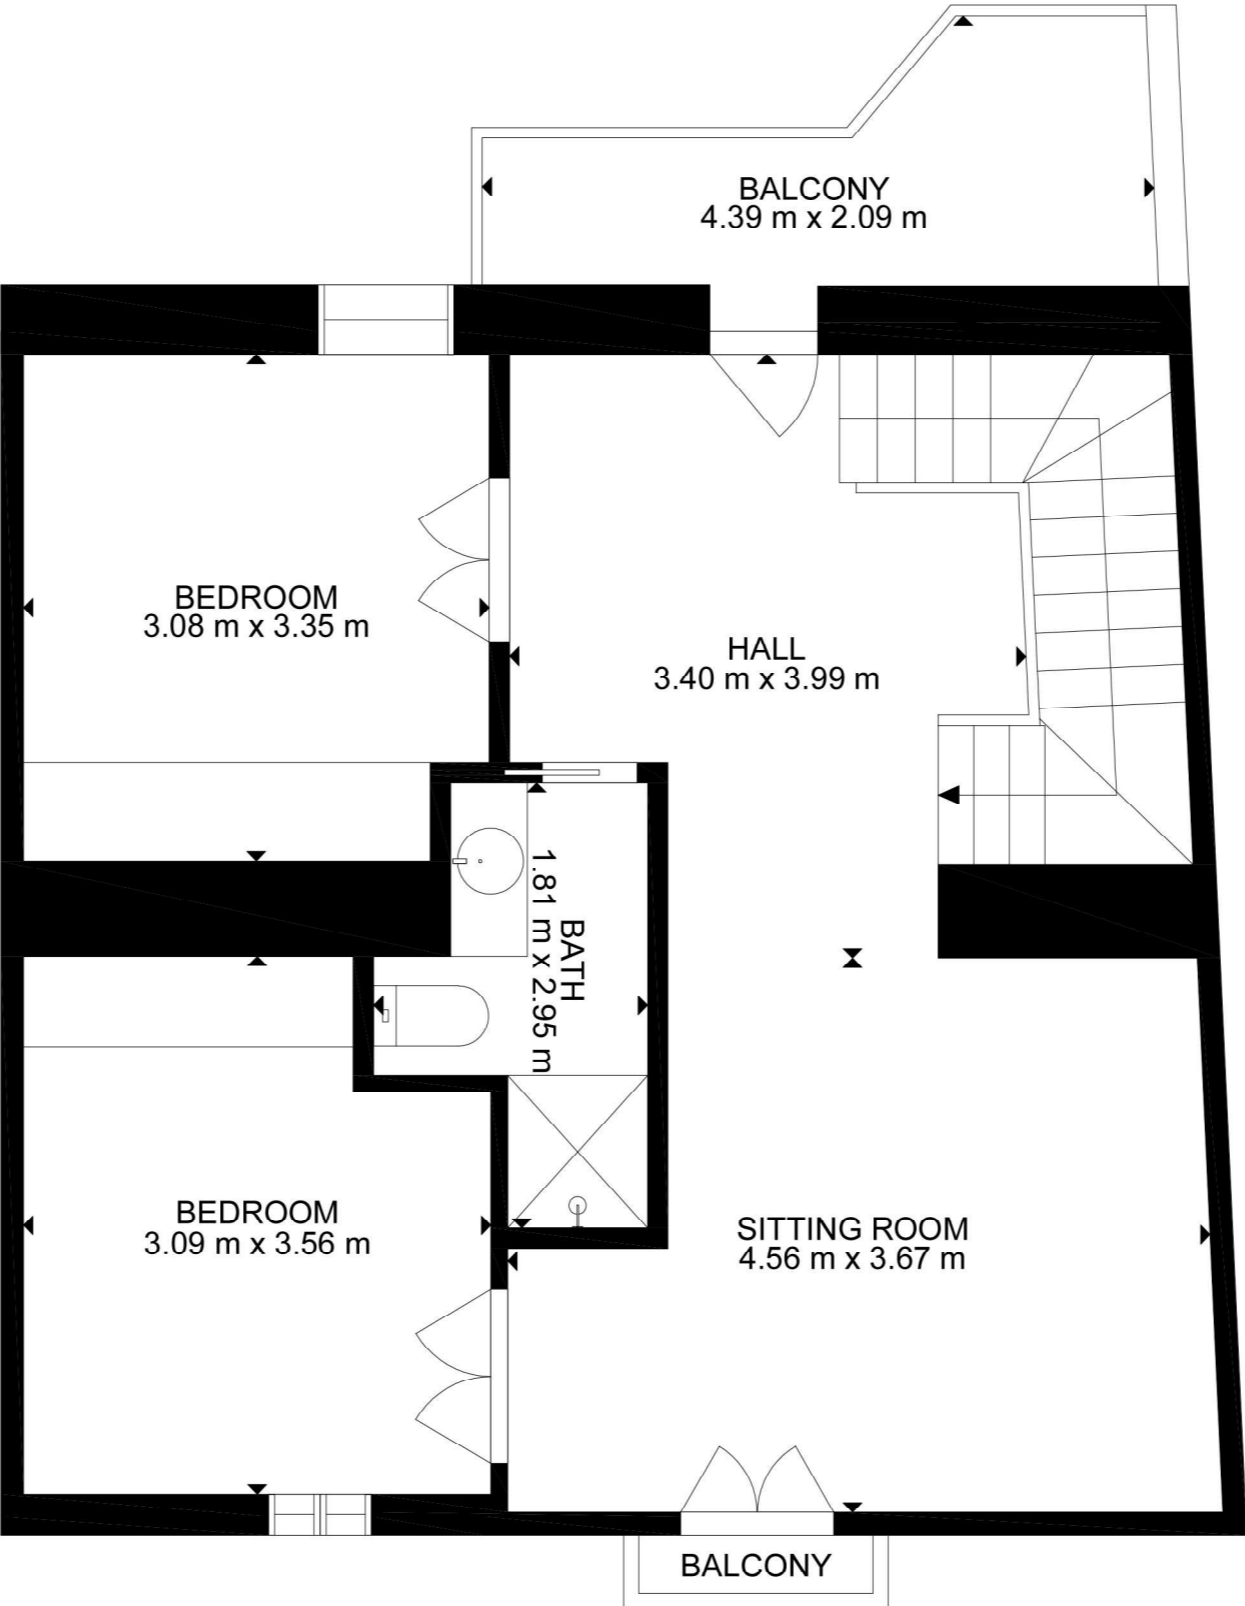 BALCONY
4.39 m x 2.09 m
BEDROOM
3.08 m x 3.35 m
HALL
3.40 m x 3.99 m
BATH
1.81 m x 2.95 m
BEDROOM
3.09 m x 3.56 m
SITTING ROOM
4.56 m x 3.67 m
BALCONY